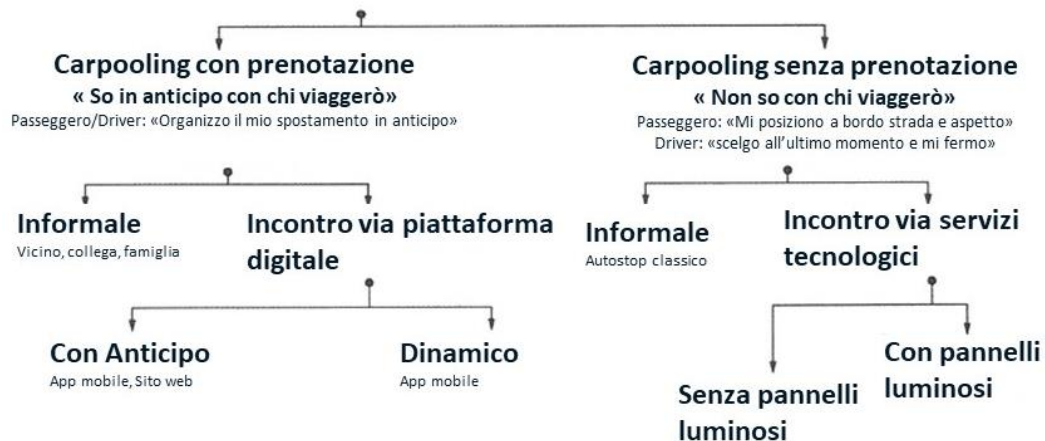 Carpooling con prenotazione
« So in anticipo con chi viaggerò»
Passeggero/Driver: «Organizzo il mio spostamento in anticipo»
Carpooling senza prenotazione
« Non so con chi viaggerò»
Passeggero: «Mi posiziono a bordo strada e aspetto»
Driver: «scelgo all'ultimo momento e mi fermo»
Informale
Vicino, collega, famiglia
Incontro via piattaforma
digitale
Informale
Autostop classico
Incontro via servizi
tecnologici
Con Anticipo
App mobile, Sito web
Dinamico
App mobile
Senza pannelli
luminosi
Con pannelli
luminosi